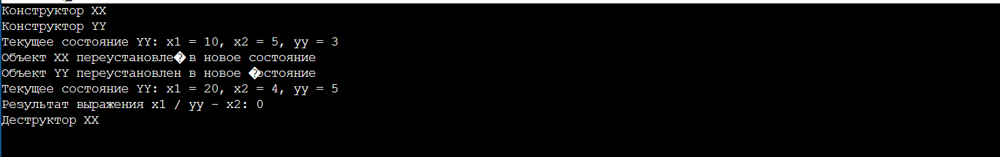 Конструктор XX
Конструктор YY
Текущее состояние YY: x1 = 10, x2 = 5, yy = 3
Объект XX переустановле� в новое состояние
Объект YY переустановлен в новое �остояние
Текущее состояние YY: x1 = 20, x2 = 4, yy = 5
Результат выражения x1 / yy - x2: 0
Деструктор XX